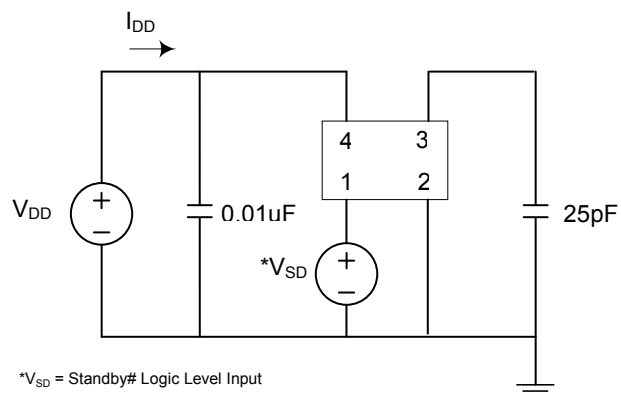 IDD
4 3
1 2
VDD
+
−
0.01uF
*VSD
+
−
25pF
*VSD = Standby# Logic Level Input